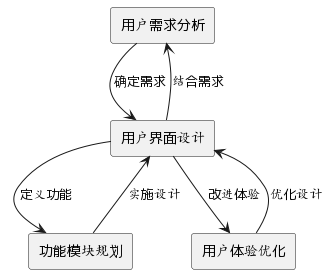 用户需求分析
确定需求 结合需求
用户界面设计
定义功能 实施设计 改进体验 优化设计
功能模块规划 用户体验优化